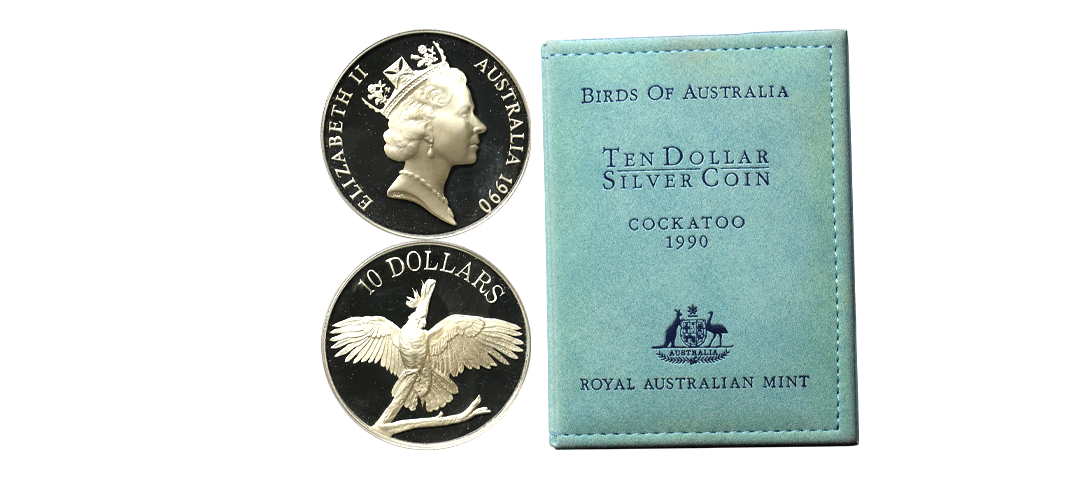 ELIZABETH II AUSTRALIA 1990
10 DOLLARS
BIRDS OF AUSTRALIA
TEN DOLLAR
SILVER COIN
COCKATOO
1990
AUSTRALIA
ROYAL AUSTRALIAN MINT